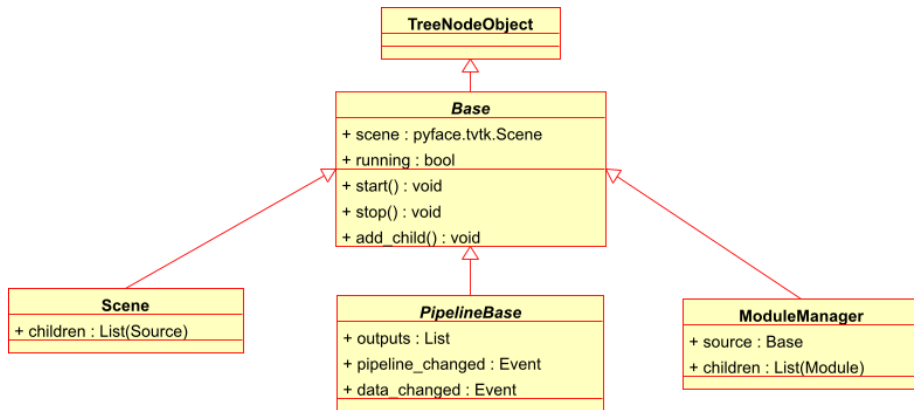 TreeNodeObject
Base
+ scene : pyface.tvtk.Scene
+ running : bool
+ start() : void
+ stop() : void
+ add_child() : void
Scene
+ children : List(Source)
PipelineBase
+ outputs : List
+ pipeline_changed : Event
+ data_changed : Event
ModuleManager
+ source : Base
+ children : List(Module)